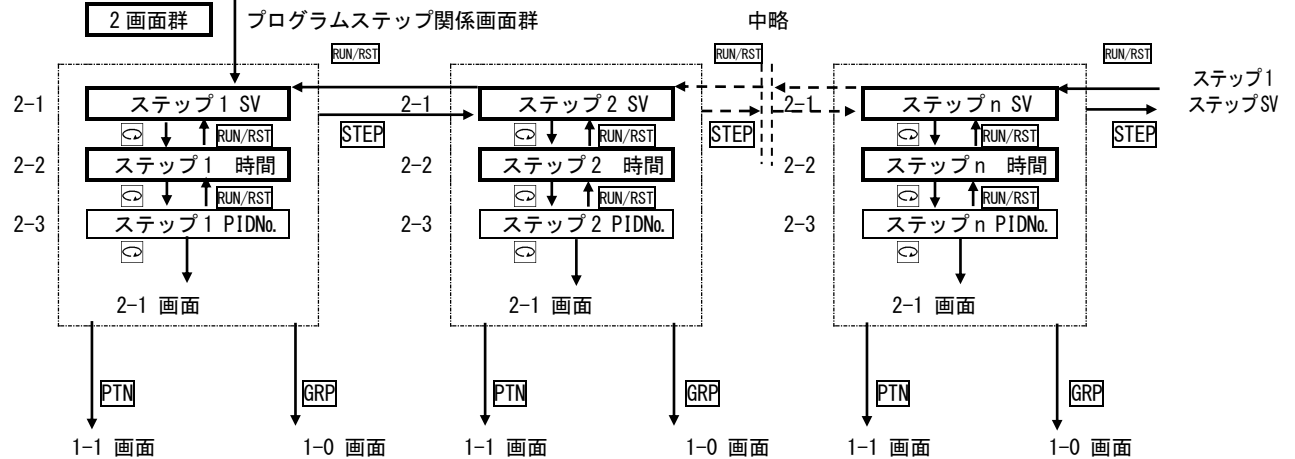 2画面群 プログラムステップ関係画面群 中略
RUN/RST RUN/RST RUN/RST
ステップ1
2-1 ステップ1 SV 2-1 ステップ2 SV 2-1 ステップn SV ステップSV
RUN/RST STEP RUN/RST STEP RUN/RST STEP
2-2 ステップ1 時間 2-2 ステップ2 時間 2-2 ステップn 時間
RUN/RST RUN/RST RUN/RST
2-3 ステップ1 PID№. 2-3 ステップ2 PID№. 2-3 ステップn PID№.
2-1 画面 2-1 画面 2-1 画面
PTN GRP PTN GRP PTN GRP
1-1 画面 1-0 画面 1-1 画面 1-0 画面 1-1 画面 1-0 画面